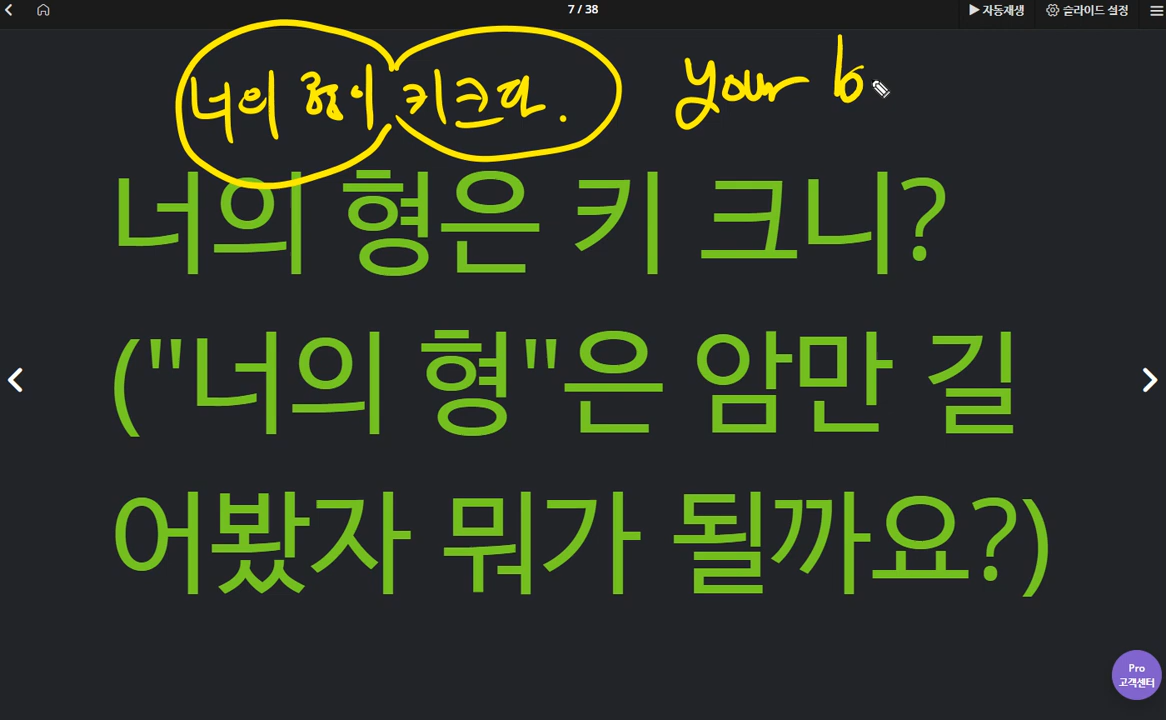 7 / 38
자동재생
슬라이드 설정
너의 형이 키크다.
your b
너의 형은 키 크니?
("너의 형"은 암만 길
어봤자 뭐가 될까요?)
Pro
고객센터